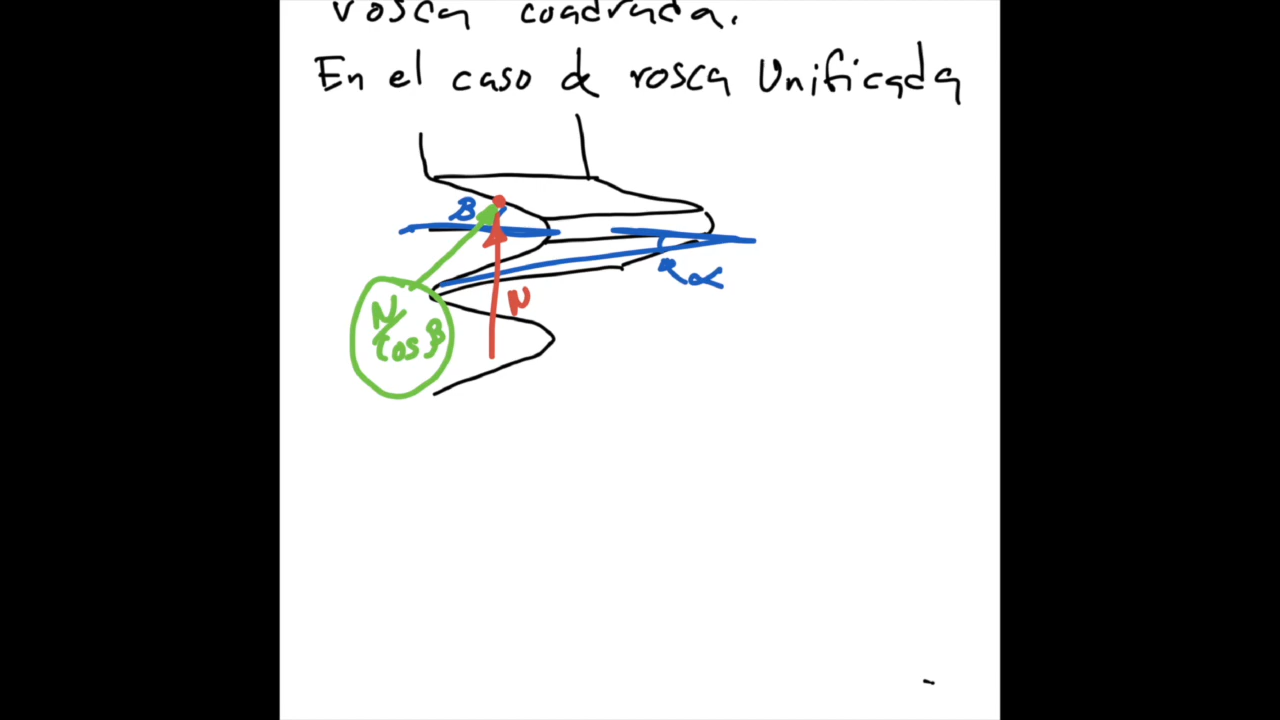 rosca cuadrada.
En el caso de rosca Unificada
β
α
N
N/cos β